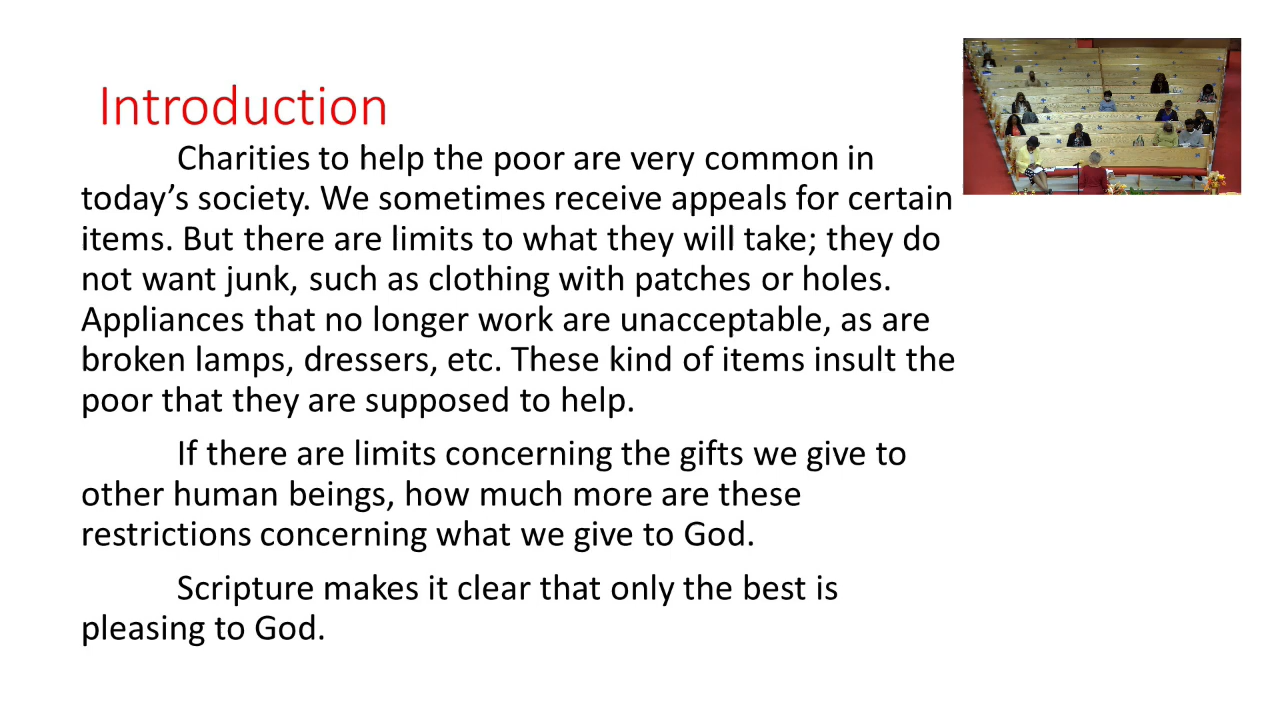 Introduction
Charities to help the poor are very common in
today’s society. We sometimes receive appeals for certain
items. But there are limits to what they will take; they do
not want junk, such as clothing with patches or holes.
Appliances that no longer work are unacceptable, as are
broken lamps, dressers, etc. These kind of items insult the
poor that they are supposed to help.
If there are limits concerning the gifts we give to
other human beings, how much more are these
restrictions concerning what we give to God.
Scripture makes it clear that only the best is
pleasing to God.